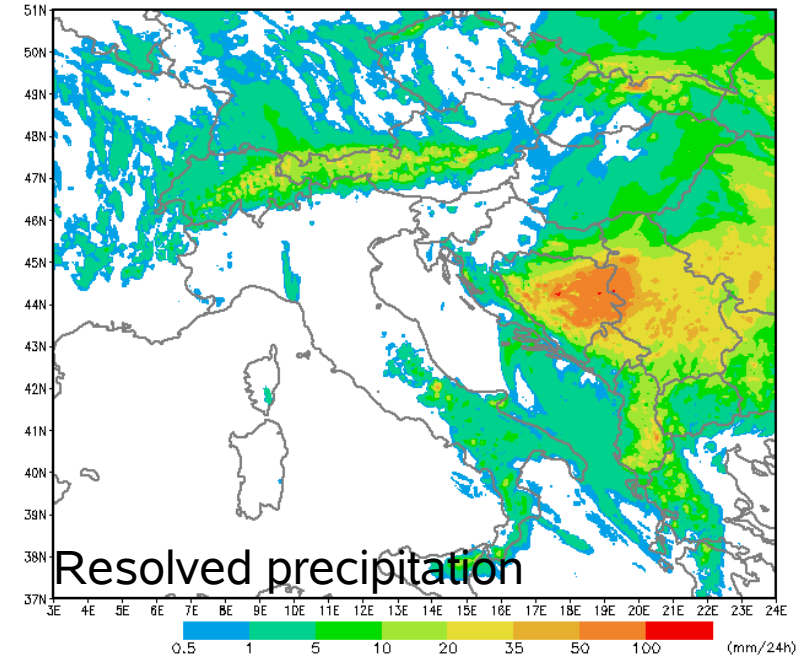 51N
50N
49N
48N
47N
46N
45N
44N
43N
42N
41N
40N
39N
38N
37N
Resolved precipitation
3E 4E 5E 6E 7E 8E 9E 10E 11E 12E 13E 14E 15E 16E 17E 18E 19E 20E 21E 22E 23E 24E
0.5 1 5 10 20 35 50 100 (mm/24h)